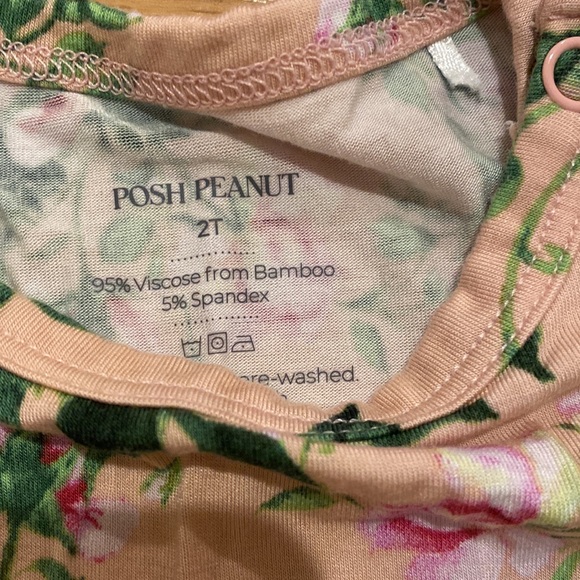 POSH PEANUT
2T
95% Viscose from Bamboo
5% Spandex
re-washed.